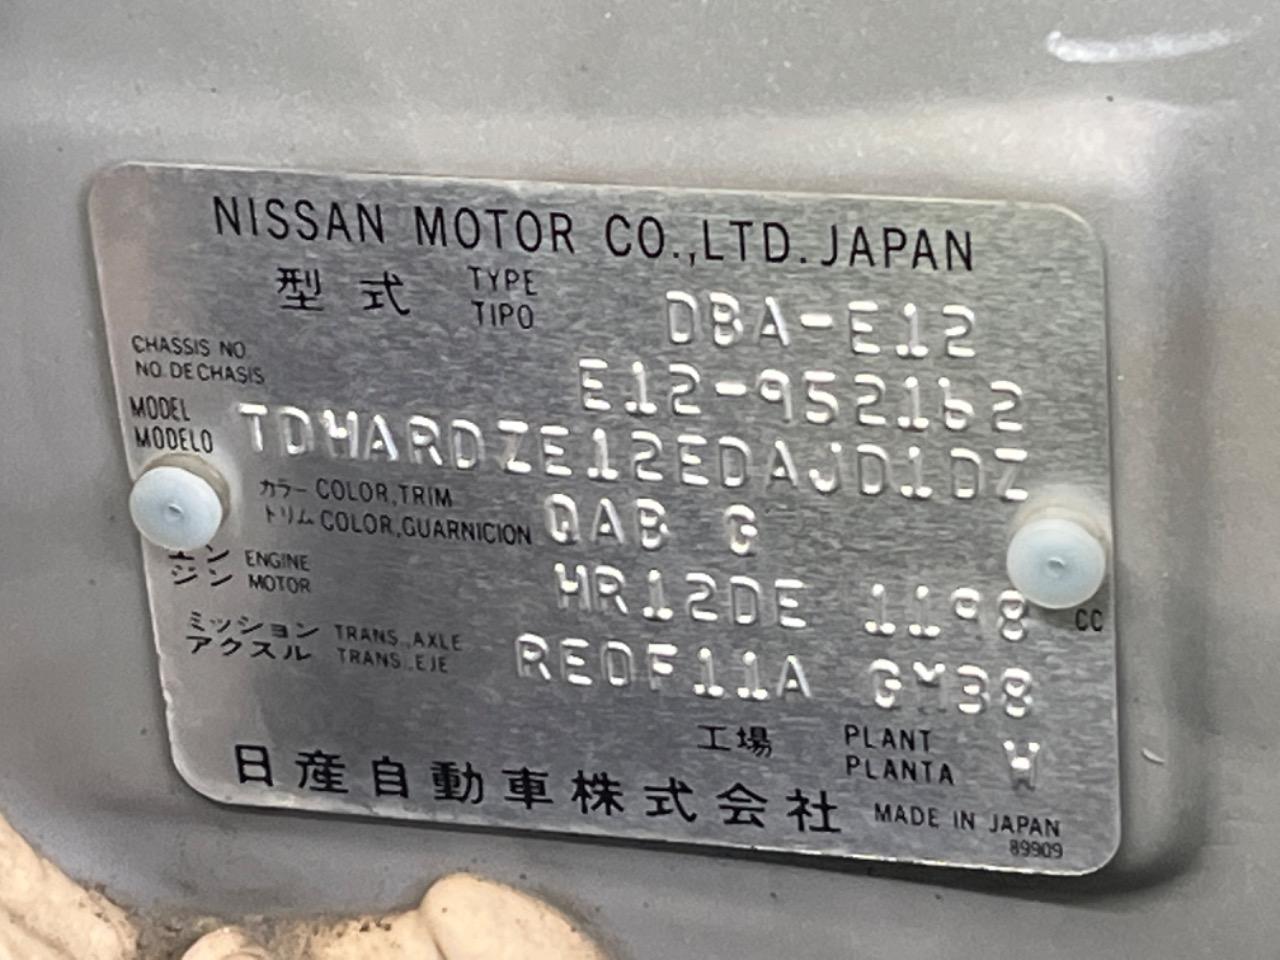 NISSAN MOTOR CO.,LTD. JAPAN
型式 TYPE TIPO DBA-E12
CHASSIS NO. NO. DE CHASIS E12-952162
MODEL MODELO TDWARDZE12EDAJD1DZ
カラー COLOR,TRIM
トリム COLOR,GUARNICION QAB G
エンジン ENGINE MOTOR HR12DE 1198 CC
ミッション TRANS.,AXLE
アクスル TRANS.,EJE RE0F11A GM38
工場 PLANT PLANTA W
日産自動車株式会社 MADE IN JAPAN
89909